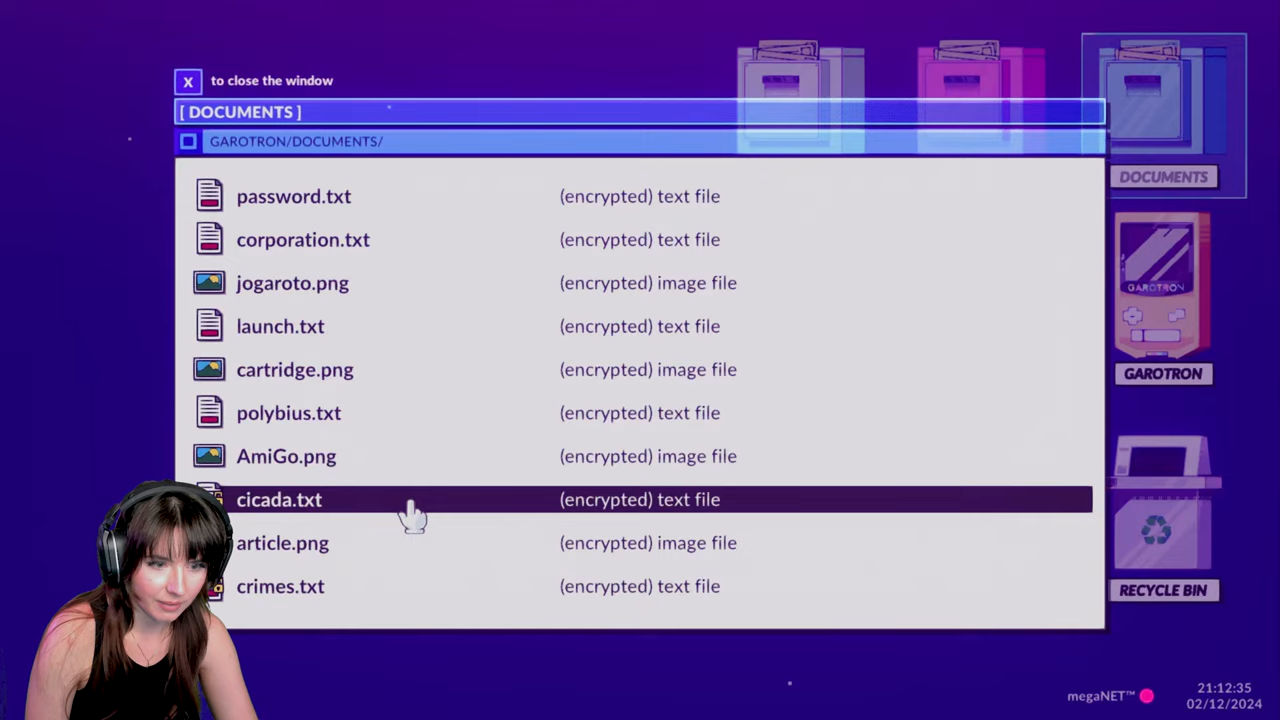 X to close the window
[ DOCUMENTS ]
GAROTRON/DOCUMENTS/
password.txt (encrypted) text file
corporation.txt (encrypted) text file
jogaroto.png (encrypted) image file
launch.txt (encrypted) text file
cartridge.png (encrypted) image file
polybius.txt (encrypted) text file
AmiGo.png (encrypted) image file
cicada.txt (encrypted) text file
article.png (encrypted) image file
crimes.txt (encrypted) text file
DOCUMENTS
GAROTRON
GAROTRON
RECYCLE BIN
megaNET™
21:12:35
02/12/2024